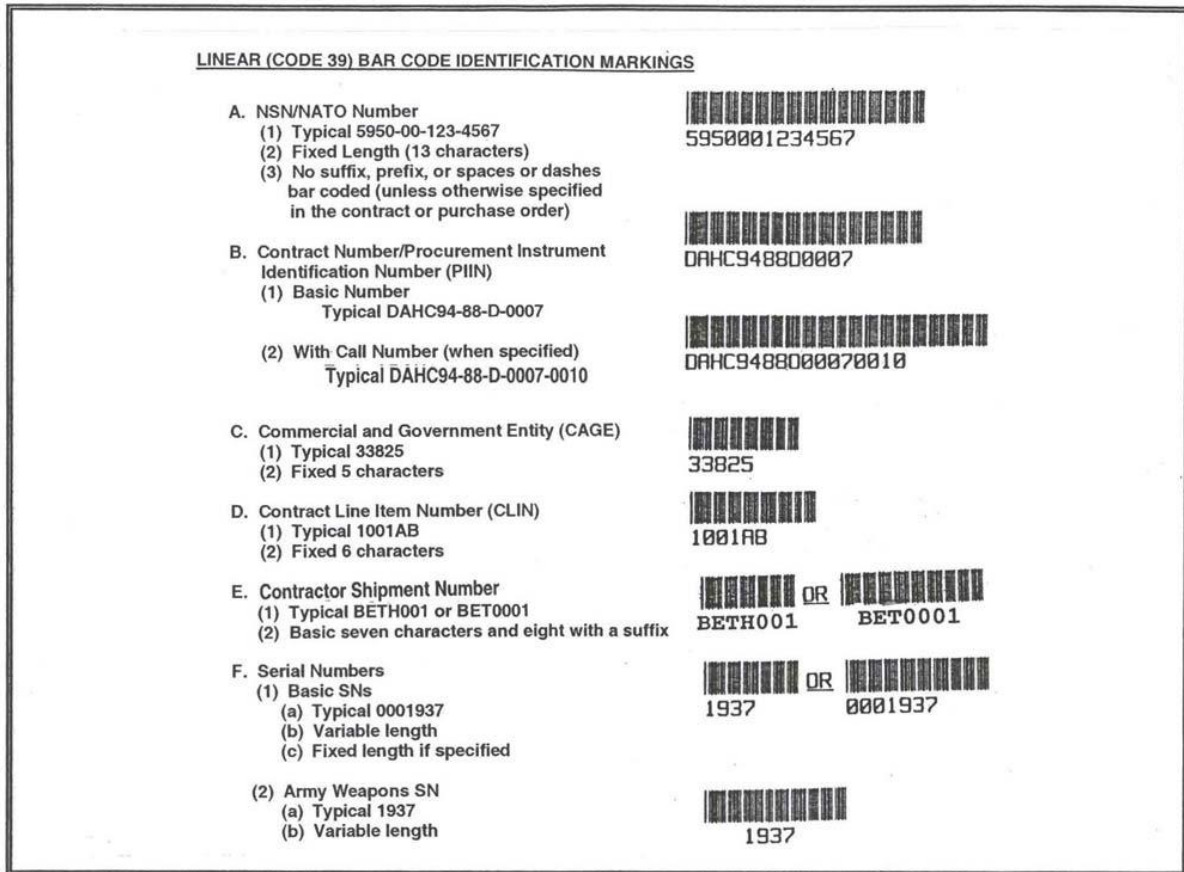 LINEAR (CODE 39) BAR CODE IDENTIFICATION MARKINGS
A. NSN/NATO Number
(1) Typical 5950-00-123-4567
(2) Fixed Length (13 characters)
(3) No suffix, prefix, or spaces or dashes
bar coded (unless otherwise specified
in the contract or purchase order)
5950001234567
B. Contract Number/Procurement Instrument
Identification Number (PIIN)
(1) Basic Number
Typical DAHC94-88-D-0007
DAHC9488D0007
(2) With Call Number (when specified)
Typical DAHC94-88-D-0007-0010
DAHC9488D00070010
C. Commercial and Government Entity (CAGE)
(1) Typical 33825
(2) Fixed 5 characters
33825
D. Contract Line Item Number (CLIN)
(1) Typical 1001AB
(2) Fixed 6 characters
1001AB
E. Contractor Shipment Number
(1) Typical BETH001 or BET0001
(2) Basic seven characters and eight with a suffix
OR
BETH001 BET0001
F. Serial Numbers
(1) Basic SNs
(a) Typical 0001937
(b) Variable length
(c) Fixed length if specified
OR
1937 0001937
(2) Army Weapons SN
(a) Typical 1937
(b) Variable length
1937